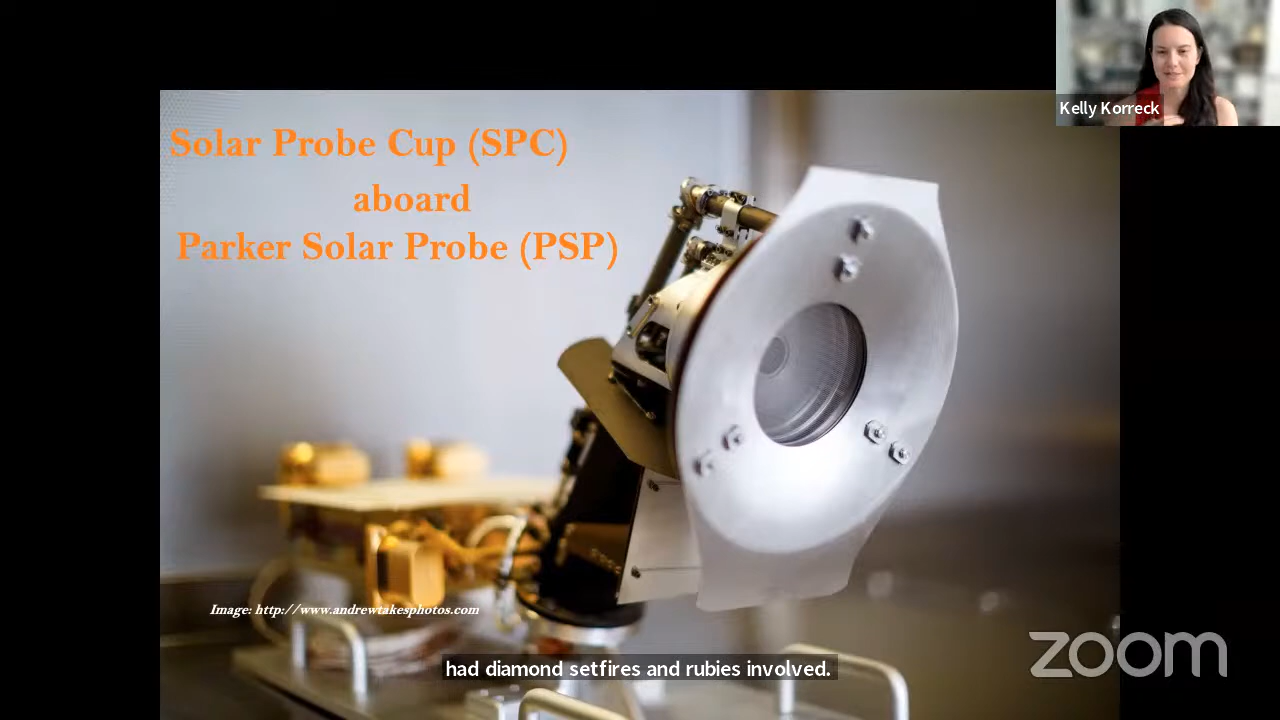 Kelly Korreck
Solar Probe Cup (SPC)
aboard
Parker Solar Probe (PSP)
Image: http://www.andrewtakesphotos.com
had diamond setfires and rubies involved.
zoom